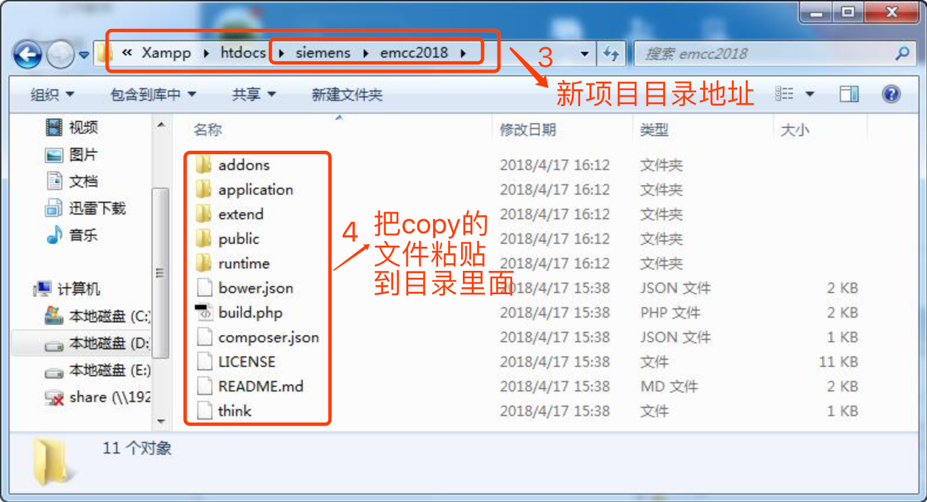 « Xampp ▸ htdocs ▸ siemens ▸ emcc2018 ▸
搜索 emcc2018
3
新项目目录地址
组织 包含到库中 共享 新建文件夹
名称 修改日期 类型 大小
视频
图片
文档
迅雷下载
音乐
计算机
本地磁盘 (C:)
本地磁盘 (D:
本地磁盘 (E:)
share (\\192
addons 2018/4/17 16:12 文件夹
application 2018/4/17 16:12 文件夹
extend 2018/4/17 16:12 文件夹
public 2018/4/17 16:12 文件夹
runtime 2018/4/17 16:12 文件夹
bower.json 2018/4/17 15:38 JSON 文件 2 KB
build.php 2018/4/17 15:38 PHP 文件 2 KB
composer.json 2018/4/17 15:38 JSON 文件 1 KB
LICENSE 2018/4/17 15:38 文件 11 KB
README.md 2018/4/17 15:38 MD 文件 2 KB
think 2018/4/17 15:38 文件 1 KB
4
把copy的
文件粘贴
到目录里面
11 个对象